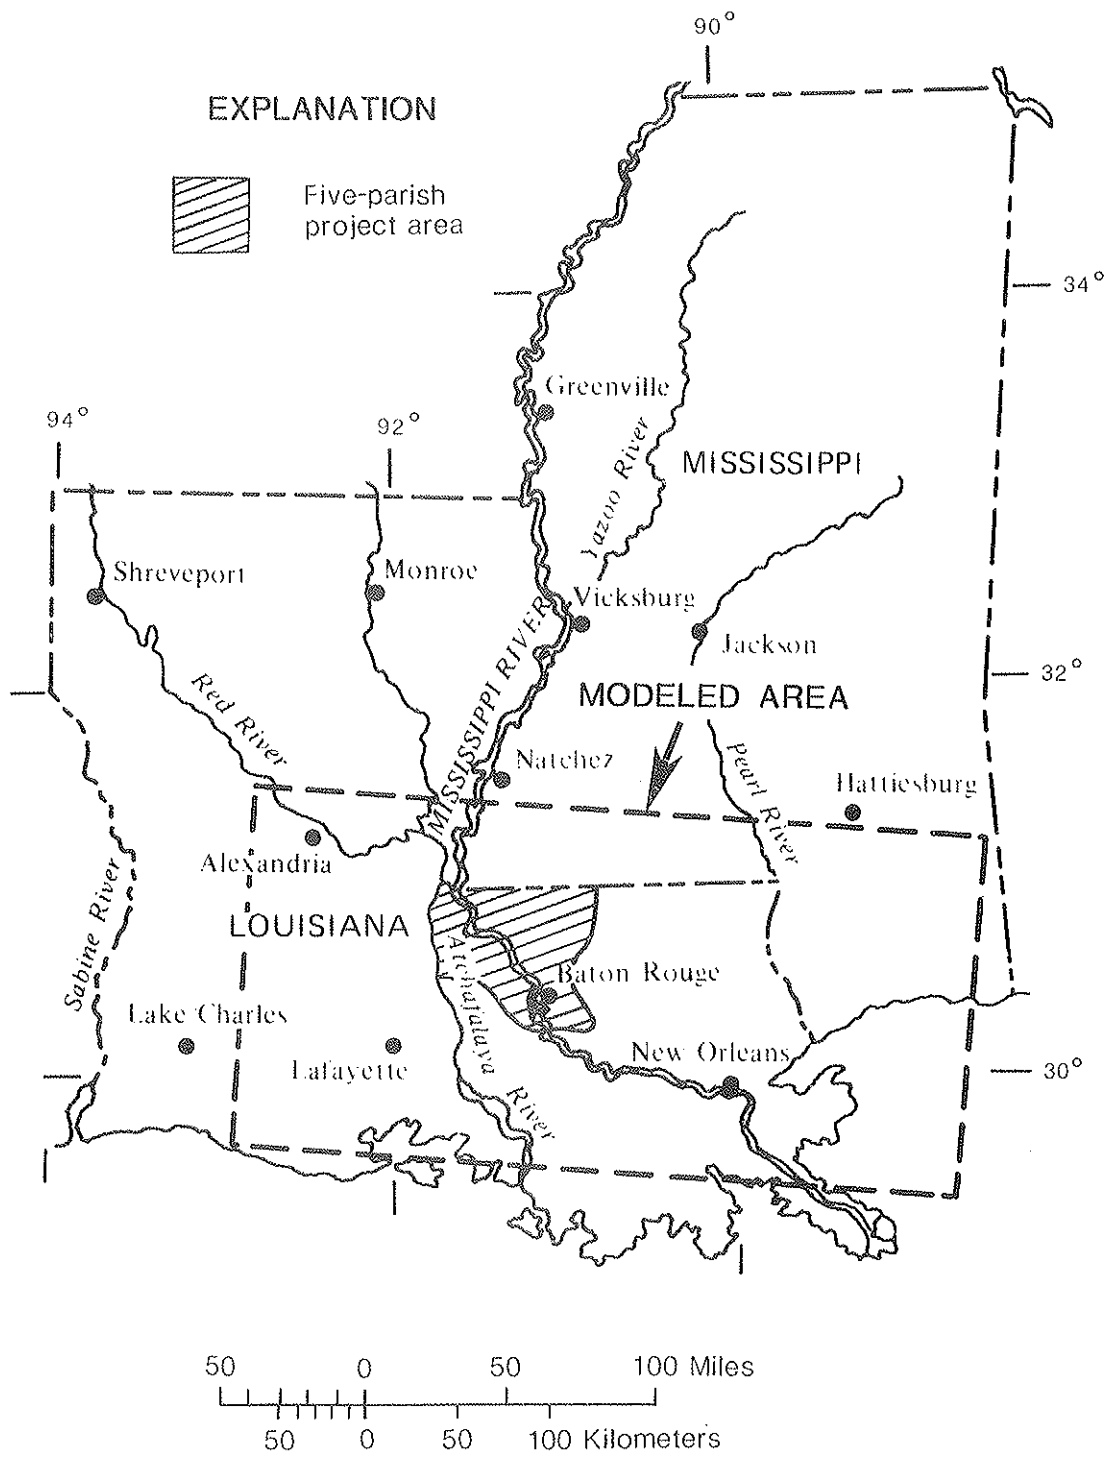 90°
EXPLANATION
Five-parish
project area
34°
Greenville
94°
92°
Yazoo River
MISSISSIPPI
Shreveport
Monroe
Vicksburg
MISSISSIPPI RIVER
Jackson
32°
Red River
MODELED AREA
Natchez
Pearl River
Hattiesburg
Alexandria
Sabine River
LOUISIANA
Atchafalaya River
Baton Rouge
Lake Charles
New Orleans
Lafayette
30°
50 0 50 100 Miles
50 0 50 100 Kilometers